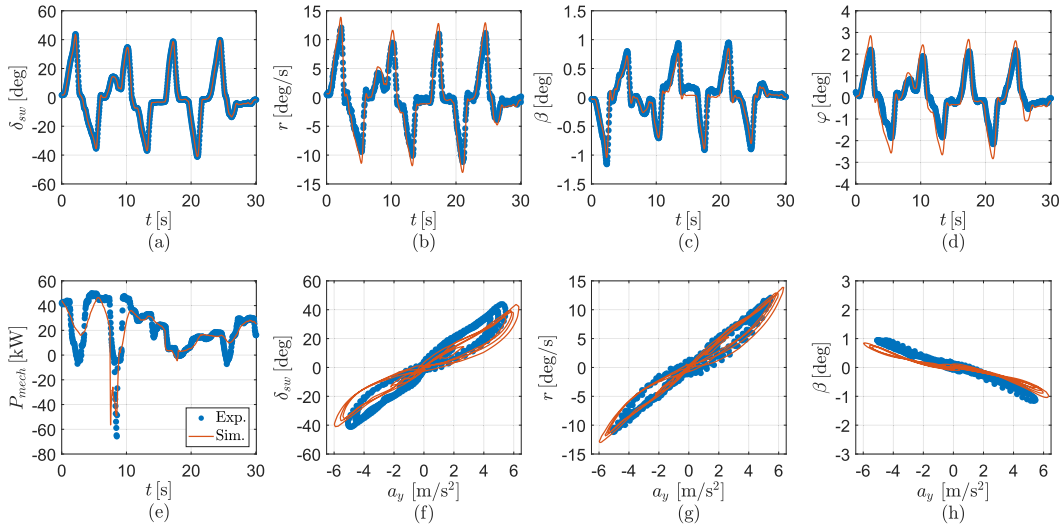 60
40
20
0
-20
-40
-60
δsw [deg]
0 10 20 30
t [s]
(a)
15
10
5
0
-5
-10
-15
r [deg/s]
0 10 20 30
t [s]
(b)
1.5
1
0.5
0
-0.5
-1
-1.5
β [deg]
0 10 20 30
t [s]
(c)
4
3
2
1
0
-1
-2
-3
-4
φ [deg]
0 10 20 30
t [s]
(d)
60
40
20
0
-20
-40
-60
-80
Pmech [kW]
Exp.
Sim.
0 10 20 30
t [s]
(e)
60
40
20
0
-20
-40
-60
δsw [deg]
-6 -4 -2 0 2 4 6
ay [m/s²]
(f)
15
10
5
0
-5
-10
-15
r [deg/s]
-6 -4 -2 0 2 4 6
ay [m/s²]
(g)
3
2
1
0
-1
-2
-3
β [deg]
-6 -4 -2 0 2 4 6
ay [m/s²]
(h)